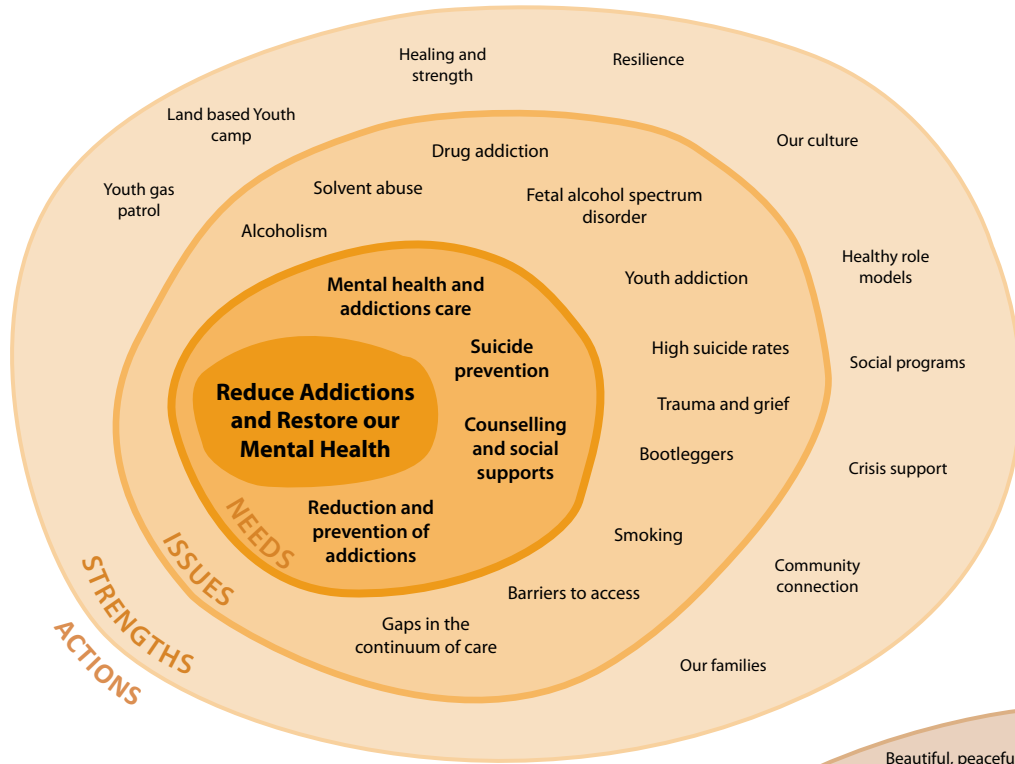 Healing and
strength
Resilience
Land based Youth
camp
Our culture
Youth gas
patrol
Drug addiction
Solvent abuse
Fetal alcohol spectrum
disorder
Alcoholism
Healthy role
models
Mental health and
addictions care
Youth addiction
Suicide
prevention
High suicide rates
Social programs
Reduce Addictions
and Restore our
Mental Health
Trauma and grief
Counselling
and social
supports
Bootleggers
Crisis support
Reduction and
prevention of
addictions
Smoking
Community
connection
Barriers to access
Gaps in the
continuum of care
Our families
NEEDS
ISSUES
STRENGTHS
ACTIONS
Beautiful, peacefu